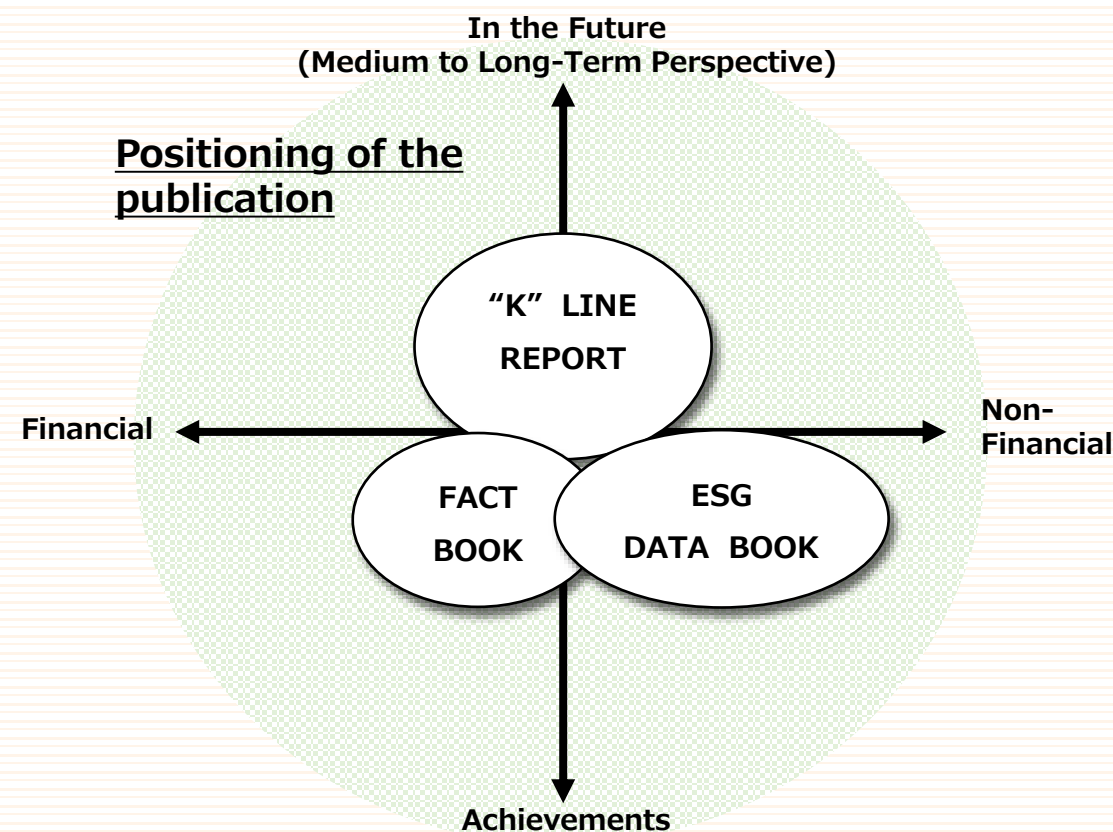 In the Future
(Medium to Long-Term Perspective)
Positioning of the
publication
“K” LINE
REPORT
Financial
Non-
Financial
FACT
BOOK
ESG
DATA BOOK
Achievements